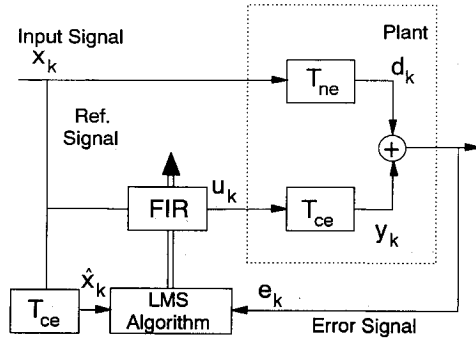 Input Signal
x_k
Plant
T_ne
d_k
Ref.
Signal
+
u_k
FIR
T_ce
y_k
T_ce
x̂_k
LMS
Algorithm
e_k
Error Signal